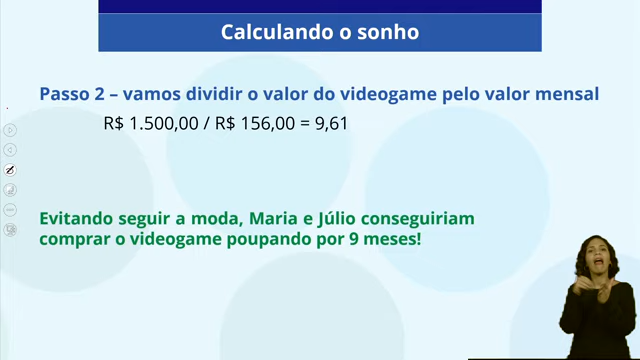 Calculando o sonho
Passo 2 – vamos dividir o valor do videogame pelo valor mensal
R$ 1.500,00 / R$ 156,00 = 9,61
Evitando seguir a moda, Maria e Júlio conseguiriam
comprar o videogame poupando por 9 meses!